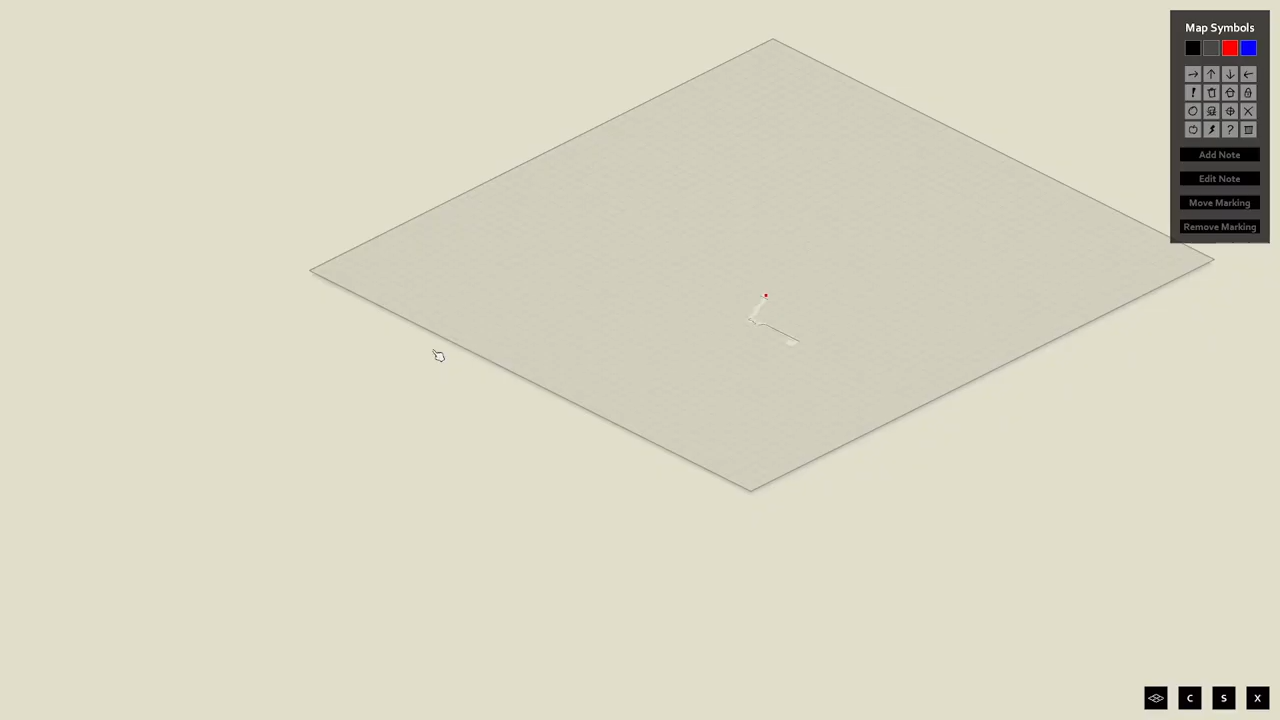 Map Symbols
?
Add Note
Edit Note
Move Marking
Remove Marking
C S X